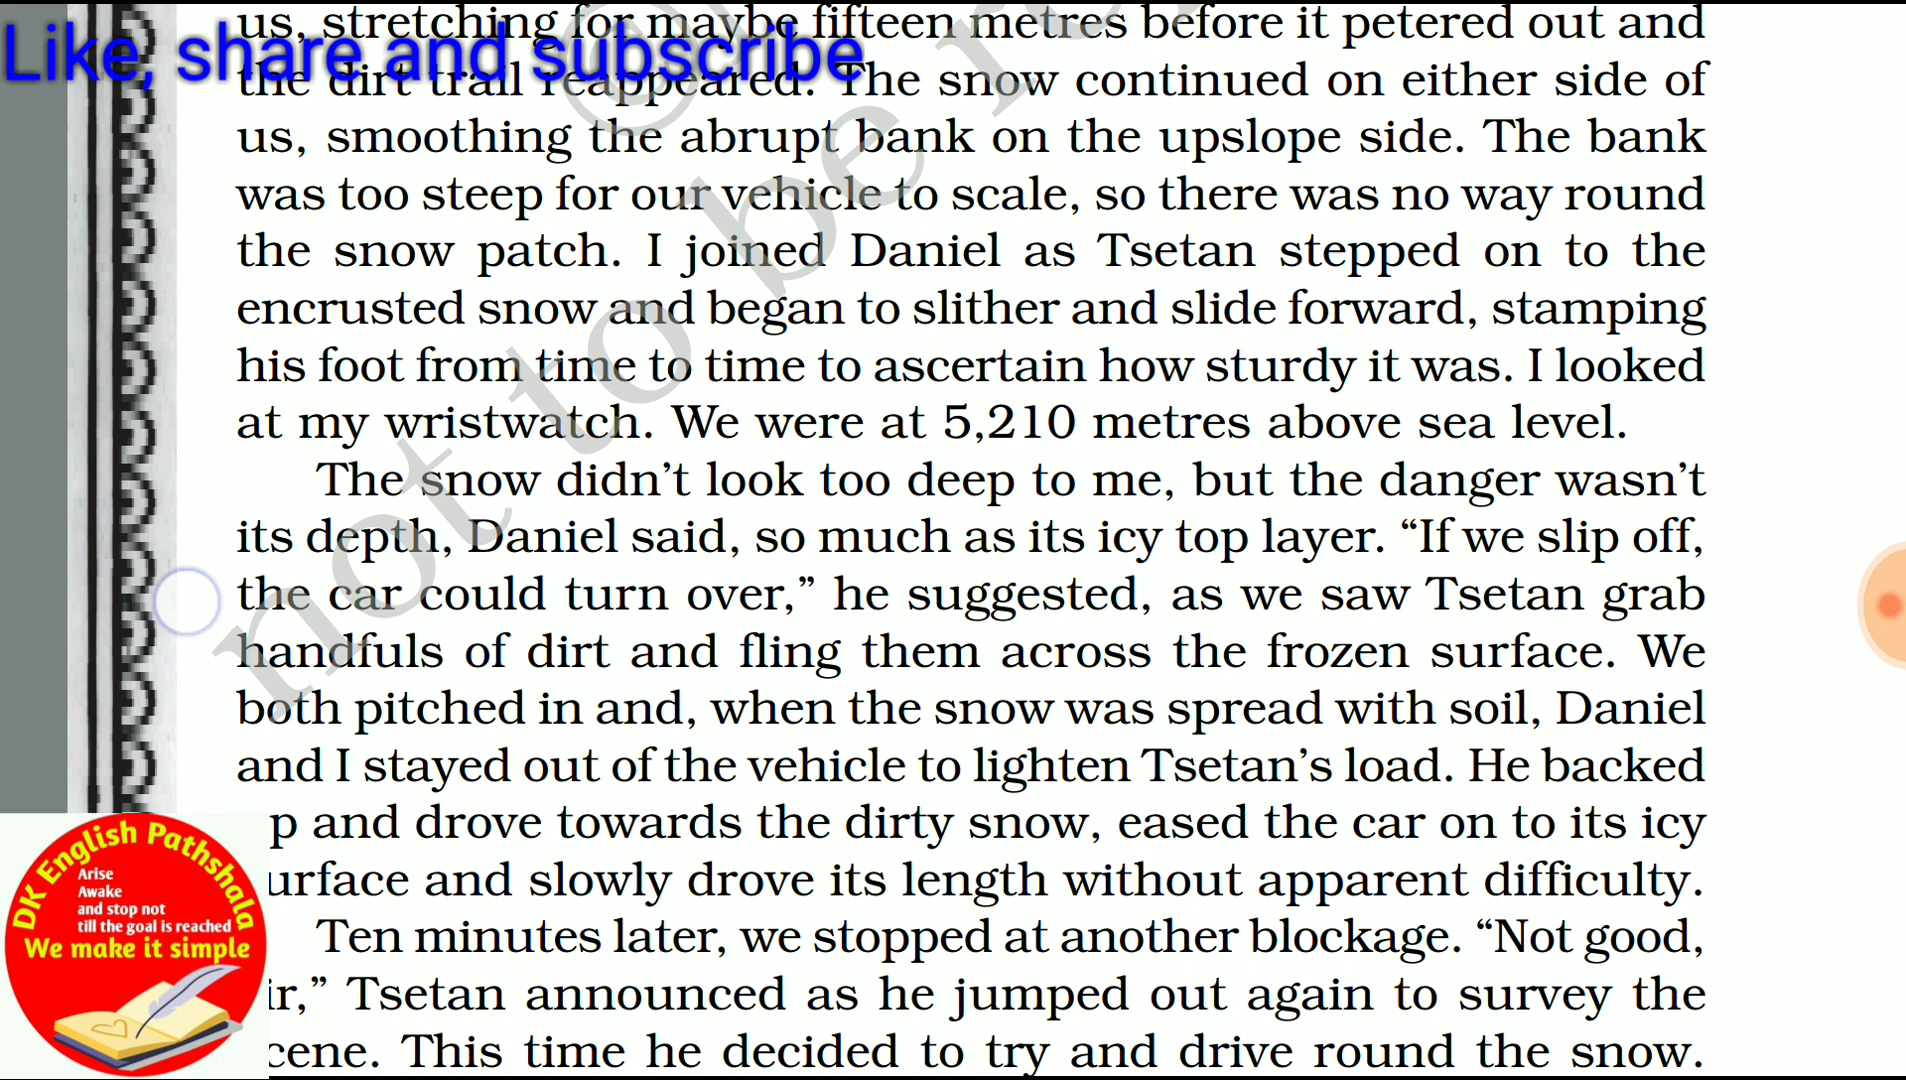 us, stretching for maybe fifteen metres before it petered out and
Like, share and subscribe
the dirt trail reappeared. The snow continued on either side of
us, smoothing the abrupt bank on the upslope side. The bank
was too steep for our vehicle to scale, so there was no way round
the snow patch. I joined Daniel as Tsetan stepped on to the
encrusted snow and began to slither and slide forward, stamping
his foot from time to time to ascertain how sturdy it was. I looked
at my wristwatch. We were at 5,210 metres above sea level.
The snow didn’t look too deep to me, but the danger wasn’t
its depth, Daniel said, so much as its icy top layer. “If we slip off,
the car could turn over,” he suggested, as we saw Tsetan grab
handfuls of dirt and fling them across the frozen surface. We
both pitched in and, when the snow was spread with soil, Daniel
and I stayed out of the vehicle to lighten Tsetan’s load. He backed
p and drove towards the dirty snow, eased the car on to its icy
urface and slowly drove its length without apparent difficulty.
Ten minutes later, we stopped at another blockage. “Not good,
ir,” Tsetan announced as he jumped out again to survey the
cene. This time he decided to try and drive round the snow.
©
not to be re
DK English Pathshala
Arise
Awake
and stop not
till the goal is reached
We make it simple